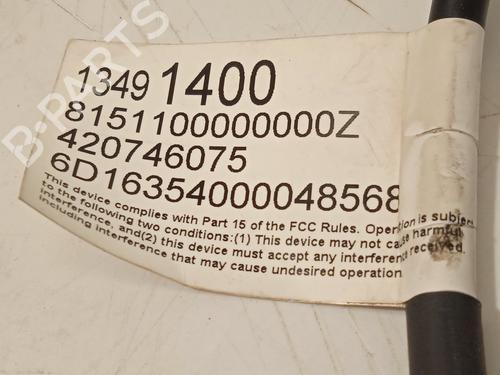 B-PARTS
1349 1400
8151100000000Z
420746075
6D16354000048568
This device complies with Part 15 of the FCC Rules. Operation is subject
to the following two conditions:(1) This device may not cause harmful
interference, and(2) this device must accept any interference received,
including interference that may cause undesired operation.